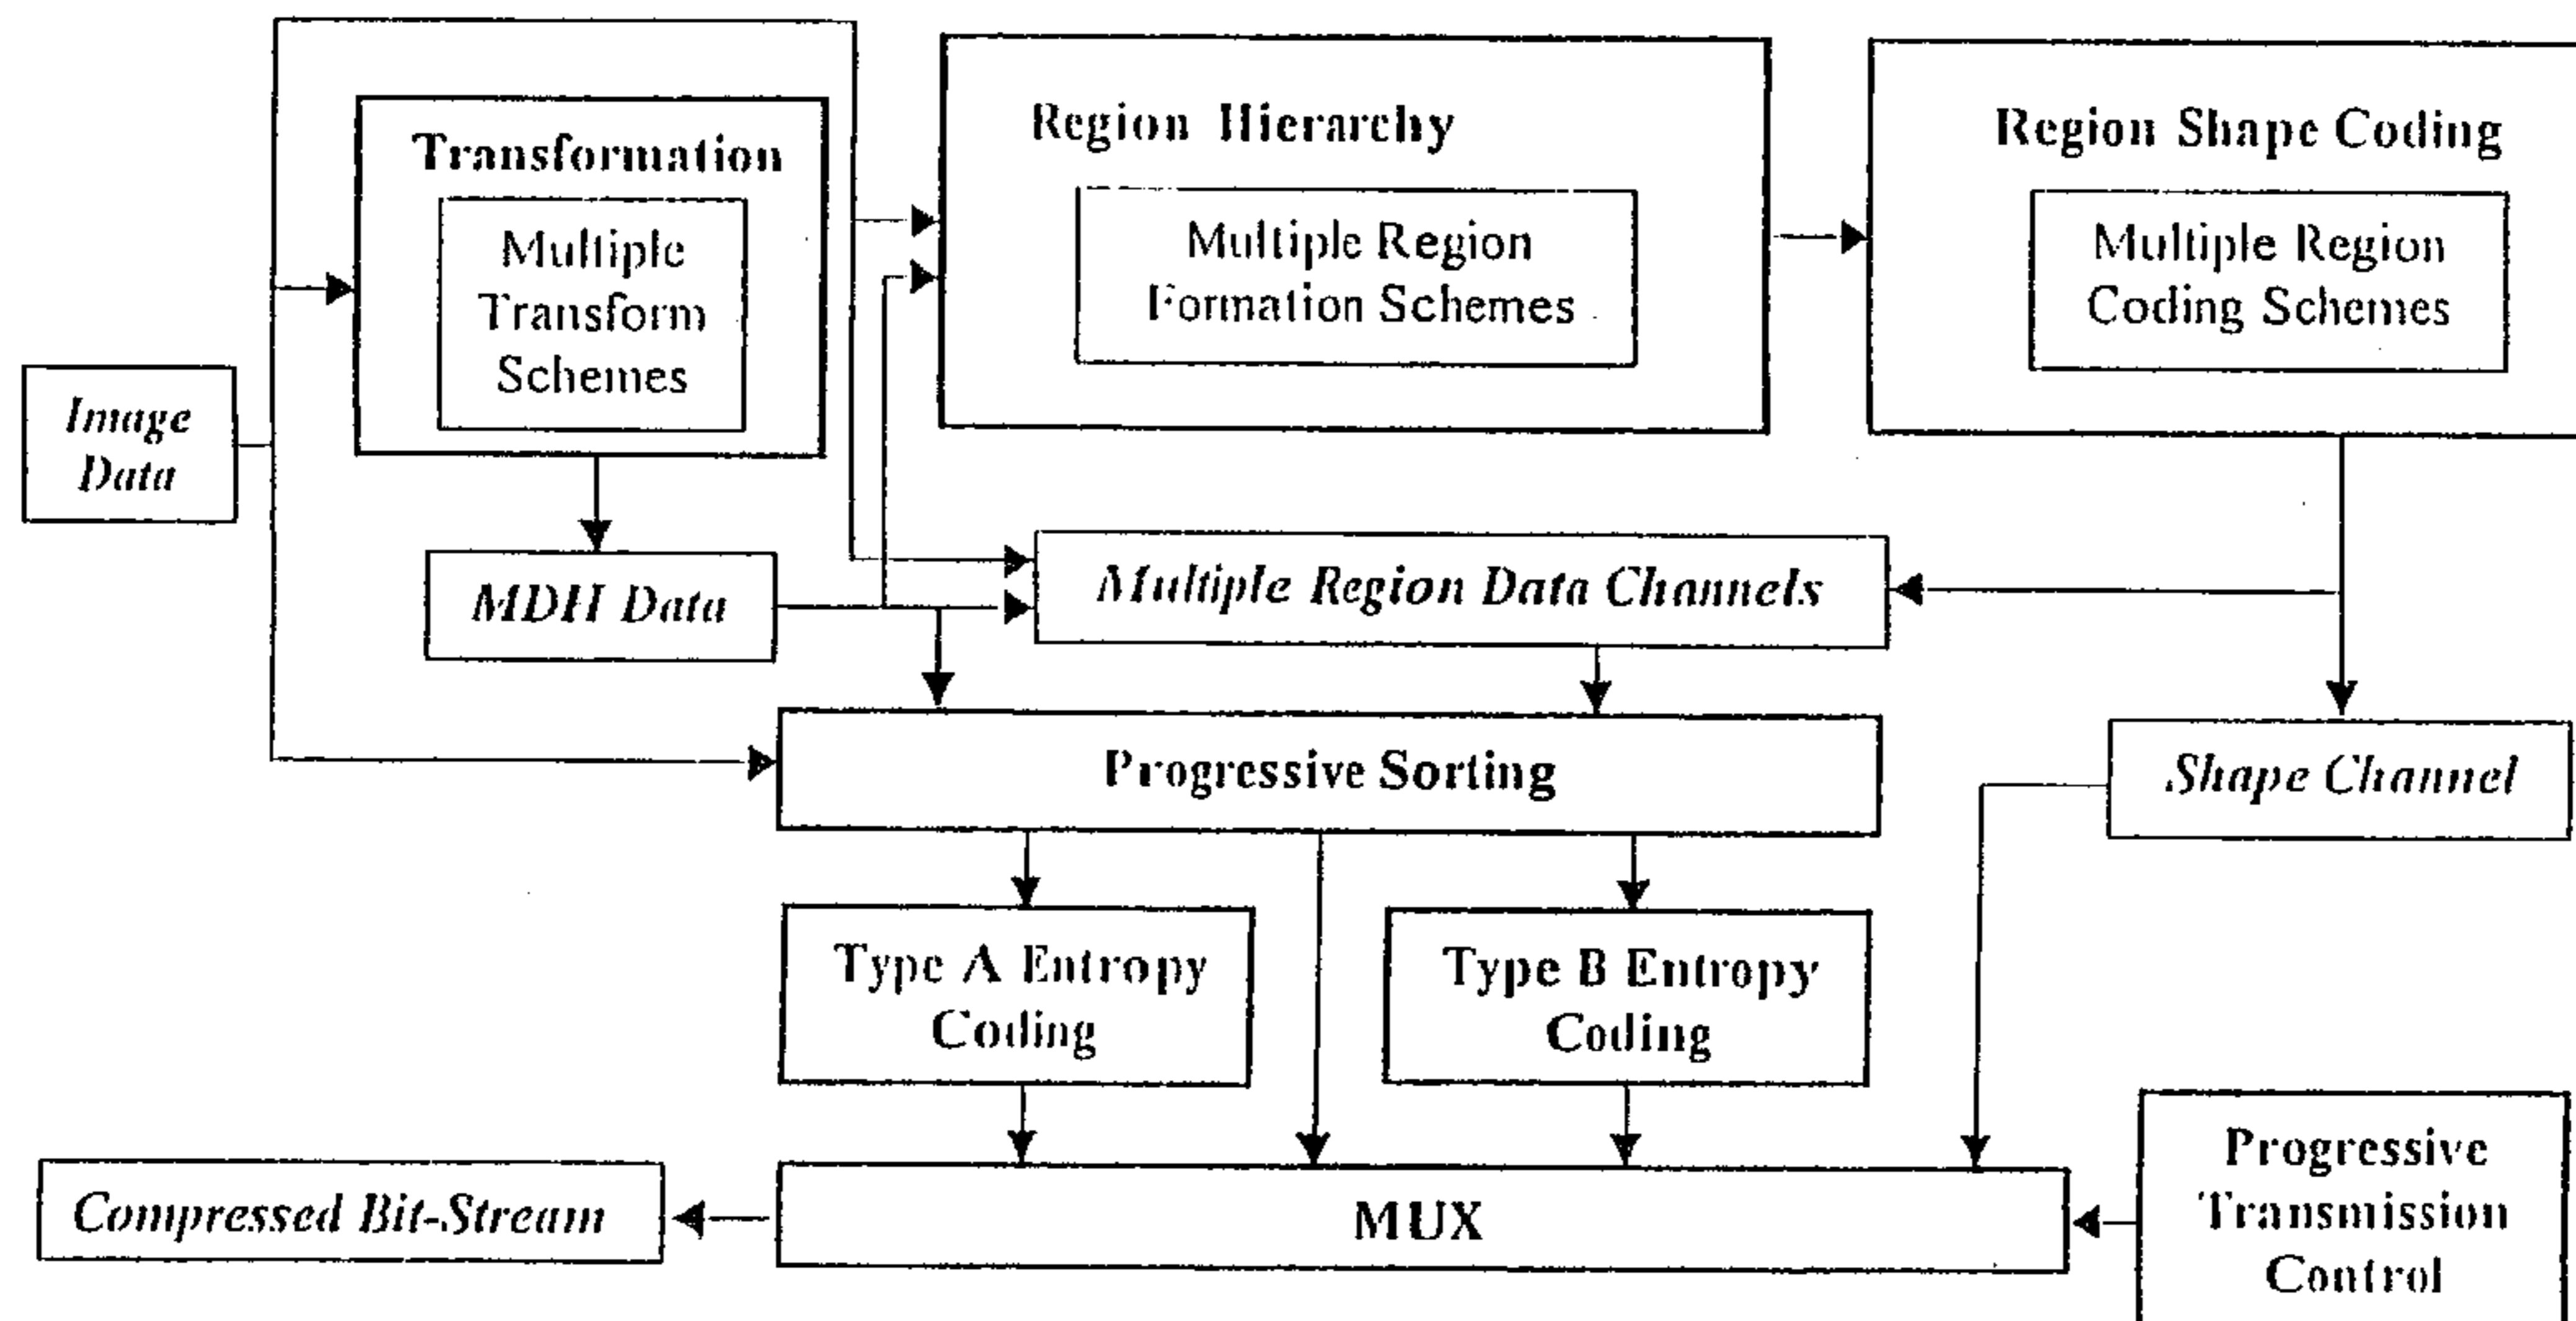 Transformation
Multiple
Transform
Schemes
Region Hierarchy
Multiple Region
Formation Schemes
Region Shape Coding
Multiple Region
Coding Schemes
Image
Data
MDH Data
Multiple Region Data Channels
Progressive Sorting
Shape Channel
Type A Entropy
Coding
Type B Entropy
Coding
Compressed Bit-Stream
MUX
Progressive
Transmission
Control